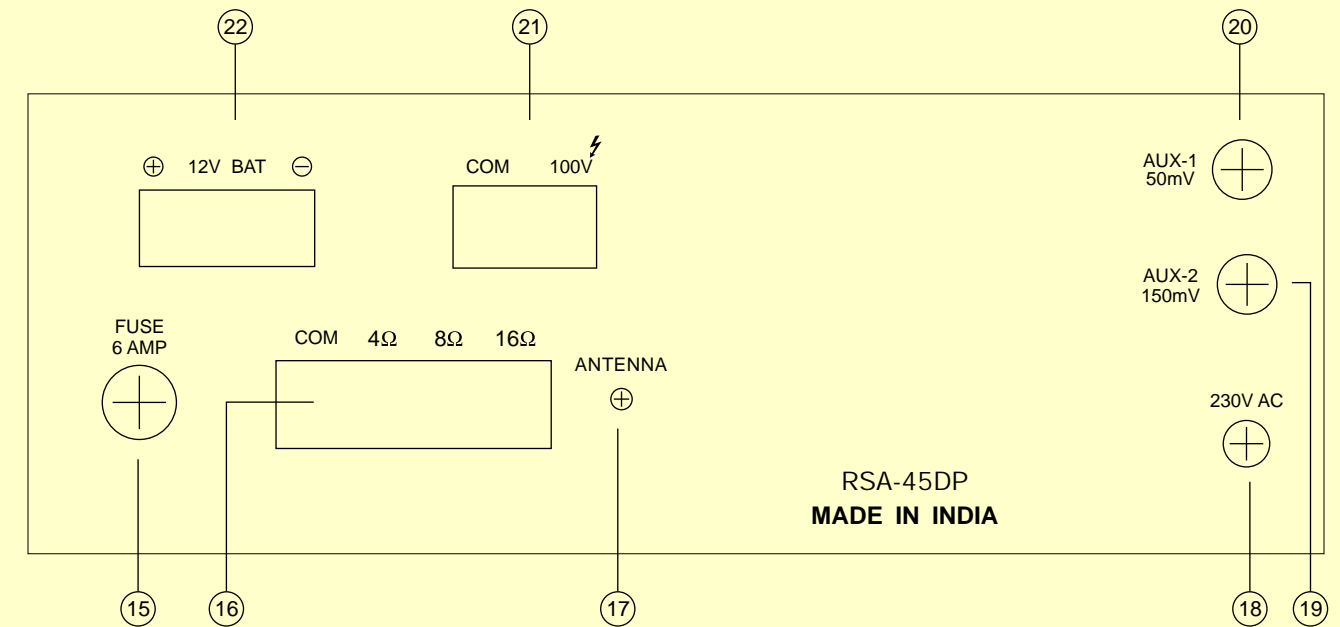 22 21 20
⊕ 12V BAT ⊖
COM 100V
AUX-1
50mV
AUX-2
150mV
FUSE
6 AMP
COM 4Ω 8Ω 16Ω
ANTENNA
230V AC
RSA-45DP
MADE IN INDIA
15 16 17 18 19